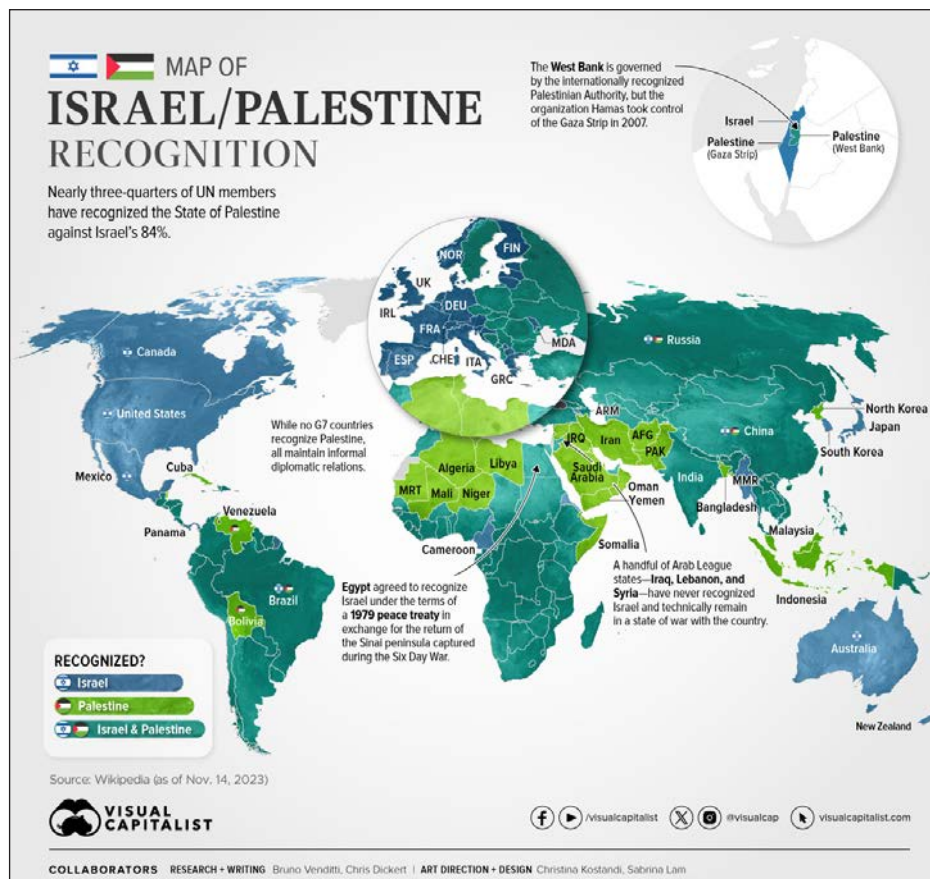 MAP OF
ISRAEL/PALESTINE
RECOGNITION
Nearly three-quarters of UN members
have recognized the State of Palestine
against Israel's 84%.
The West Bank is governed
by the internationally recognized
Palestinian Authority, but the
organization Hamas took control
of the Gaza Strip in 2007.
Israel
Palestine
(Gaza Strip)
Palestine
(West Bank)
NOR
FIN
UK
IRL
DEU
FRA
MDA
ESP
CHE
ITA
GRC
Canada
United States
Mexico
Cuba
Venezuela
Panama
Brazil
Bolivia
While no G7 countries
recognize Palestine,
all maintain informal
diplomatic relations.
Russia
ARM
North Korea
Japan
South Korea
China
IRQ
Iran
AFG
PAK
Algeria
Libya
Saudi
Arabia
India
MMR
MRT
Mali
Niger
Oman
Yemen
Bangladesh
Malaysia
Cameroon
Somalia
Indonesia
Australia
New Zealand
Egypt agreed to recognize
Israel under the terms of
a 1979 peace treaty in
exchange for the return of
the Sinai peninsula captured
during the Six Day War.
A handful of Arab League
states—Iraq, Lebanon, and
Syria—have never recognized
Israel and technically remain
in a state of war with the country.
RECOGNIZED?
Israel
Palestine
Israel & Palestine
Source: Wikipedia (as of Nov. 14, 2023)
VISUAL
CAPITALIST
/visualcapitalist
@visualcap
visualcapitalist.com
COLLABORATORS RESEARCH + WRITING Bruno Venditti, Chris Dickert | ART DIRECTION + DESIGN Christina Kostandi, Sabrina Lam